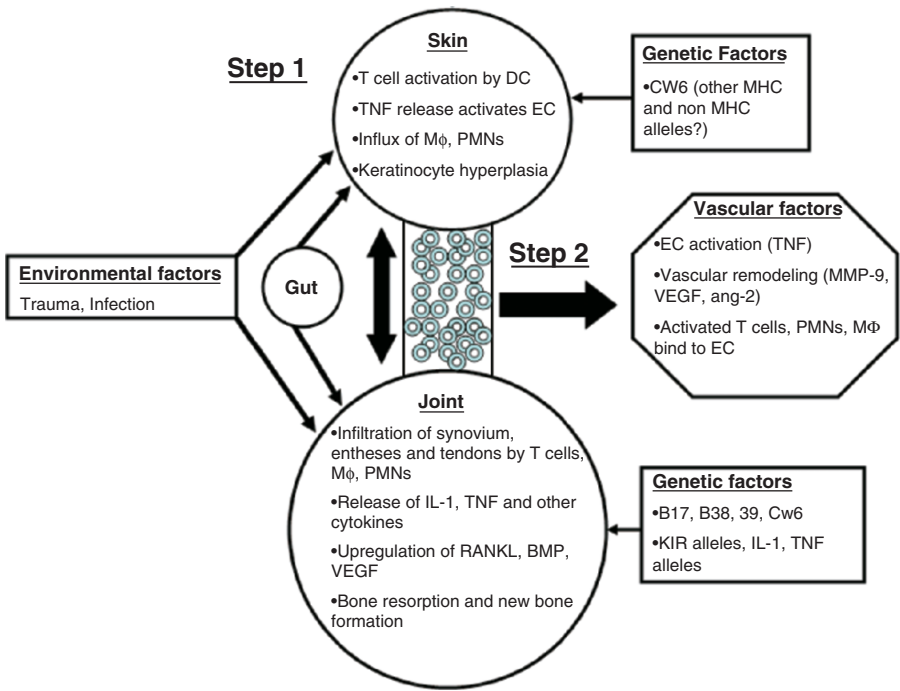 Step 1
Skin
•T cell activation by DC
•TNF release activates EC
•Influx of Mϕ, PMNs
•Keratinocyte hyperplasia
Genetic Factors
•CW6 (other MHC
and non MHC
alleles?)
Environmental factors
Trauma, Infection
Gut
Step 2
Vascular factors
•EC activation (TNF)
•Vascular remodeling (MMP-9,
VEGF, ang-2)
•Activated T cells, PMNs, MΦ
bind to EC
Joint
•Infiltration of synovium,
entheses and tendons by T cells,
Mϕ, PMNs
•Release of IL-1, TNF and other
cytokines
•Upregulation of RANKL, BMP,
VEGF
•Bone resorption and new bone
formation
Genetic factors
•B17, B38, 39, Cw6
•KIR alleles, IL-1, TNF
alleles